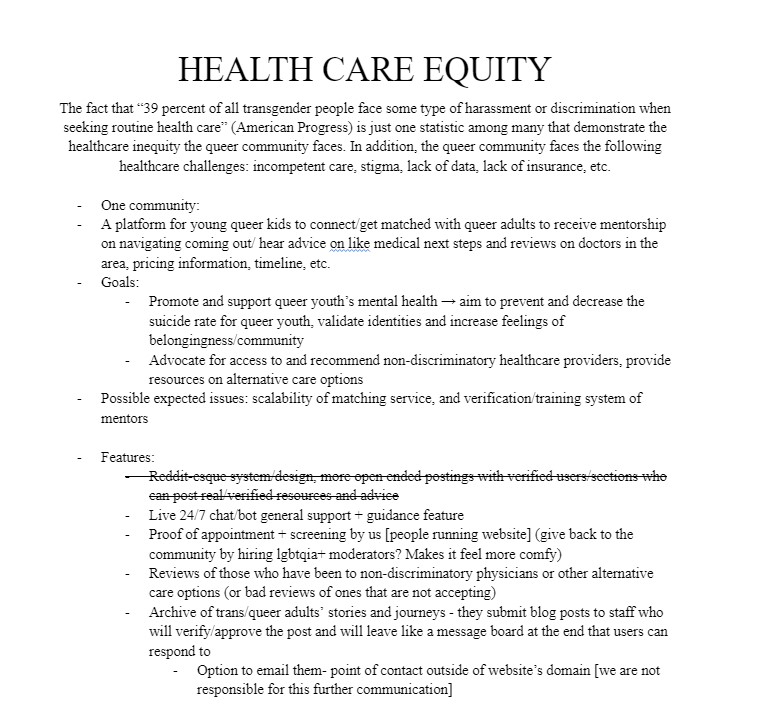 HEALTH CARE EQUITY
The fact that “39 percent of all transgender people face some type of harassment or discrimination when
seeking routine health care” (American Progress) is just one statistic among many that demonstrate the
healthcare inequity the queer community faces. In addition, the queer community faces the following
healthcare challenges: incompetent care, stigma, lack of data, lack of insurance, etc.
- One community:
- A platform for young queer kids to connect/get matched with queer adults to receive mentorship
on navigating coming out/ hear advice on like medical next steps and reviews on doctors in the
area, pricing information, timeline, etc.
- Goals:
- Promote and support queer youth’s mental health → aim to prevent and decrease the
suicide rate for queer youth, validate identities and increase feelings of
belongingness/community
- Advocate for access to and recommend non-discriminatory healthcare providers, provide
resources on alternative care options
- Possible expected issues: scalability of matching service, and verification/training system of
mentors
- Features:
- Reddit-esque system/design, more open ended postings with verified users/sections who
can post real/verified resources and advice
- Live 24/7 chat/bot general support + guidance feature
- Proof of appointment + screening by us [people running website] (give back to the
community by hiring lgbtqia+ moderators? Makes it feel more comfy)
- Reviews of those who have been to non-discriminatory physicians or other alternative
care options (or bad reviews of ones that are not accepting)
- Archive of trans/queer adults’ stories and journeys - they submit blog posts to staff who
will verify/approve the post and will leave like a message board at the end that users can
respond to
- Option to email them- point of contact outside of website’s domain [we are not
responsible for this further communication]